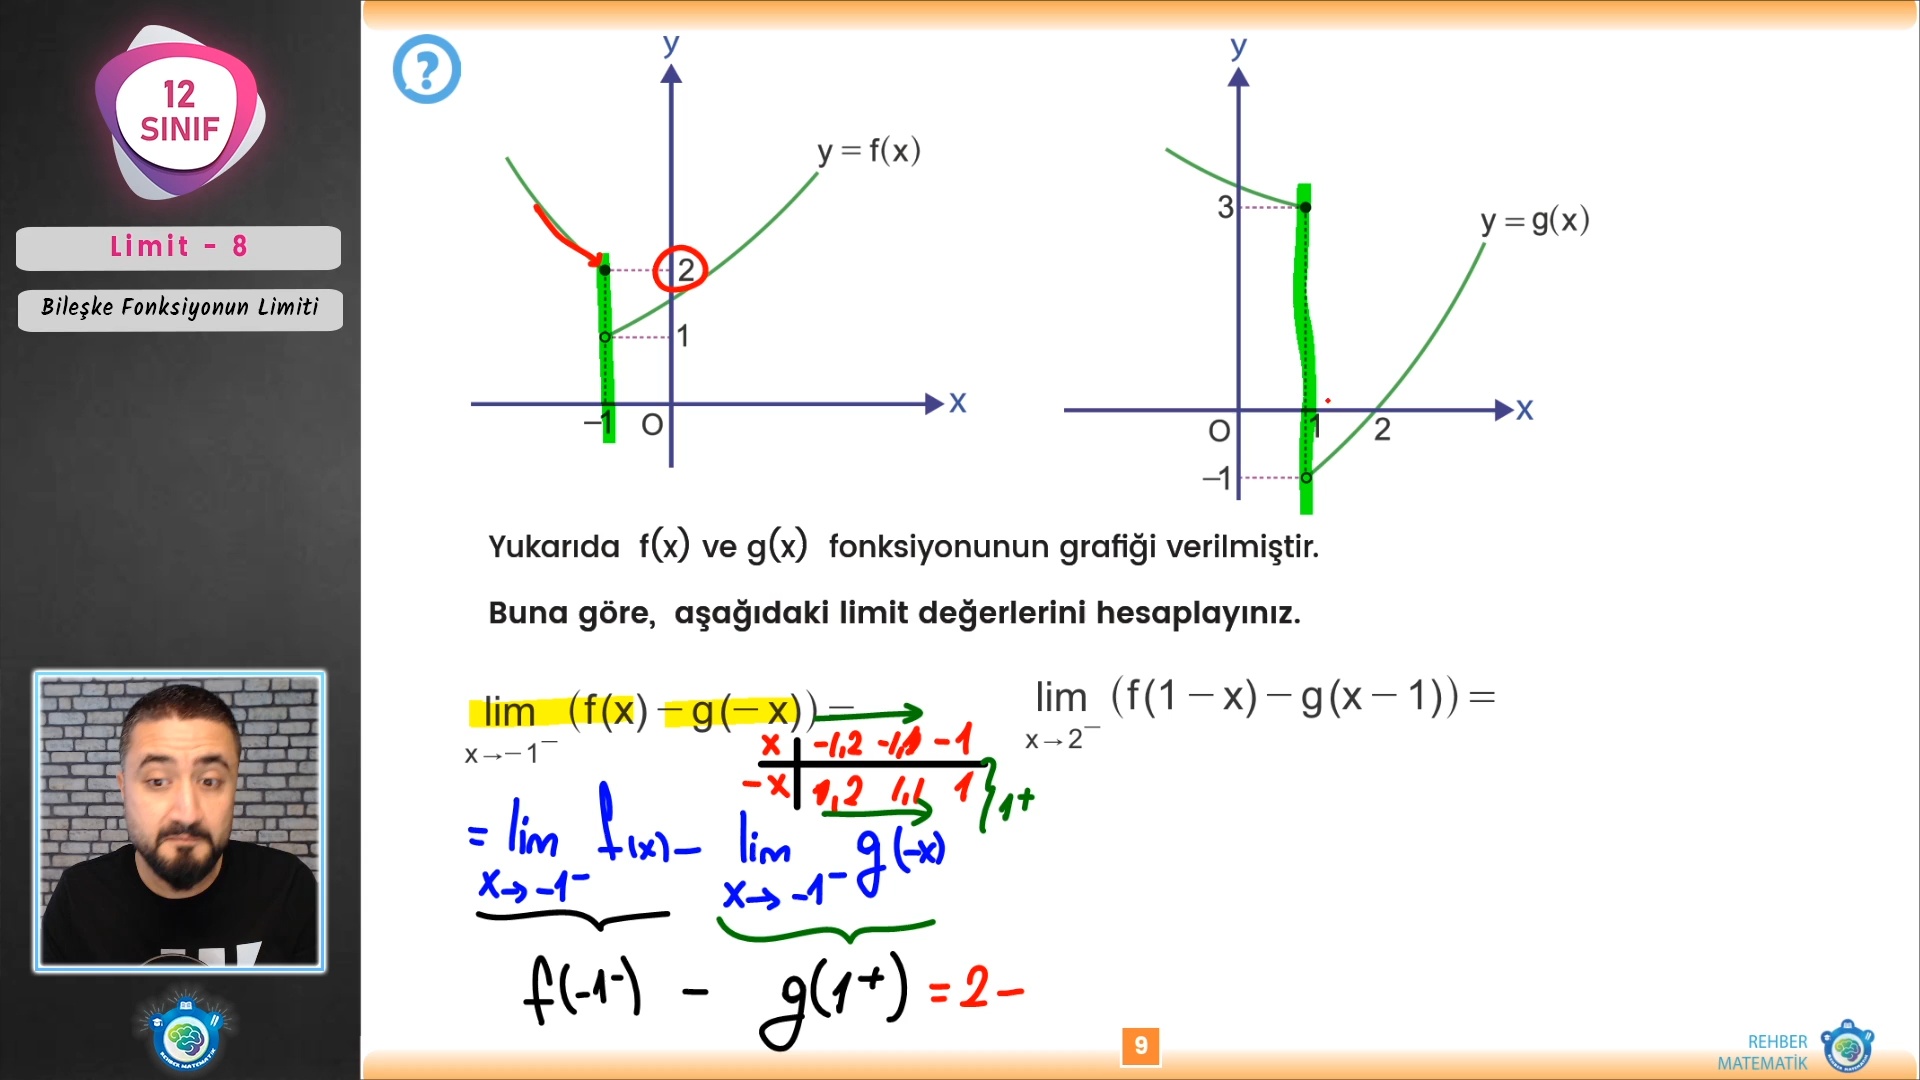 12
SINIF
Limit - 8
Bileşke Fonksiyonun Limiti
y
y = f(x)
2
1
-1
O
x
y
3
y = g(x)
O
1
2
x
-1
Yukarıda f(x) ve g(x) fonksiyonunun grafiği verilmiştir.
Buna göre, aşağıdaki limit değerlerini hesaplayınız.
lim (f(x) - g(-x)) =
x→-1⁻
lim (f(1 - x) - g(x - 1)) =
x→2⁻
x -1,2 -1,1 -1
-x 1,2 1,1 1
1⁺
= lim f(x) - lim g(-x)
x→-1⁻ x→-1⁻
f(-1⁻) - g(1⁺) = 2 -
9
REHBER
MATEMATİK
REHBER MATEMATİK